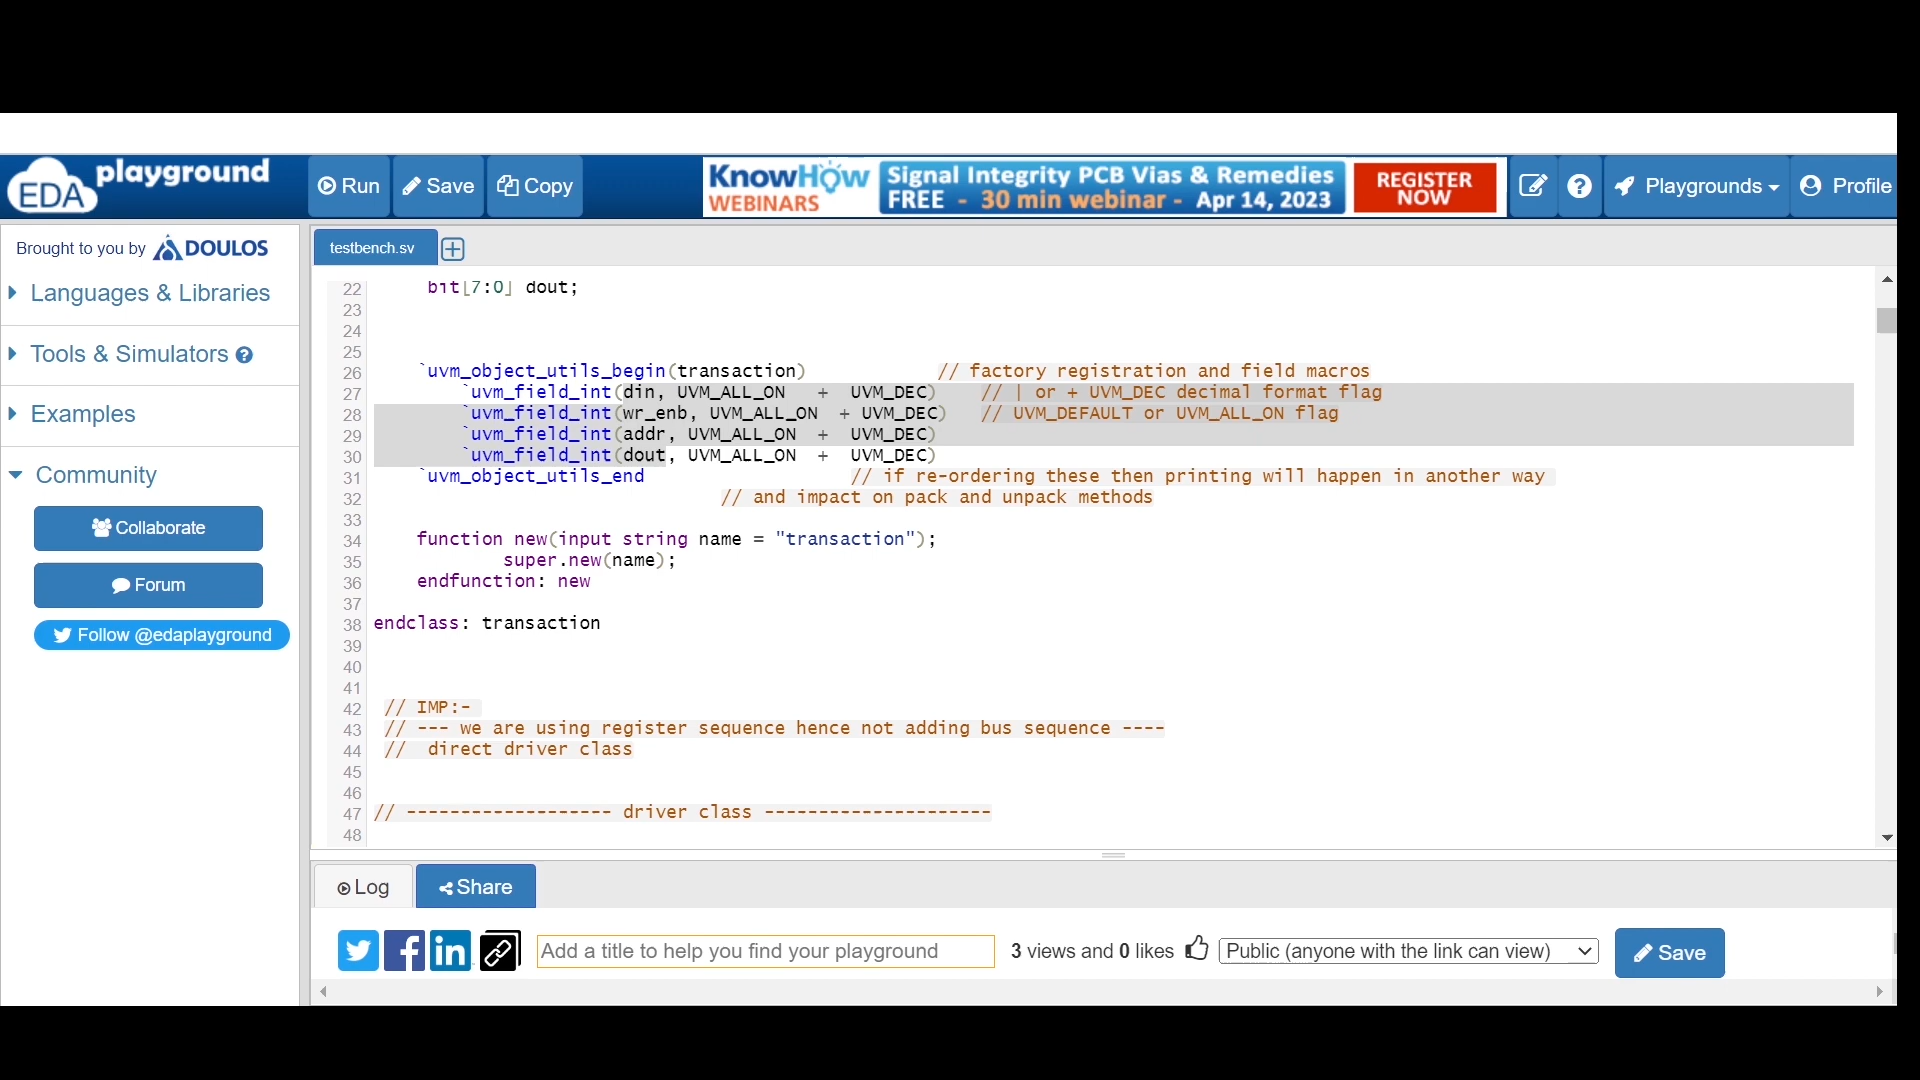 EDA playground
Run
Save
Copy
KnowHow
WEBINARS
Signal Integrity PCB Vias & Remedies
FREE - 30 min webinar - Apr 14, 2023
REGISTER
NOW
Playgrounds
Profile
Brought to you by DOULOS
Languages & Libraries
Tools & Simulators
Examples
Community
Collaborate
Forum
Follow @edaplayground
testbench.sv
22 bit[7:0] dout;
23
24
25
26 `uvm_object_utils_begin(transaction) // factory registration and field macros
27 `uvm_field_int(din, UVM_ALL_ON + UVM_DEC) // | or + UVM_DEC decimal format flag
28 `uvm_field_int(wr_enb, UVM_ALL_ON + UVM_DEC) // UVM_DEFAULT or UVM_ALL_ON flag
29 `uvm_field_int(addr, UVM_ALL_ON + UVM_DEC)
30 `uvm_field_int(dout, UVM_ALL_ON + UVM_DEC)
31 `uvm_object_utils_end // if re-ordering these then printing will happen in another way
32 // and impact on pack and unpack methods
33
34 function new(input string name = "transaction");
35 super.new(name);
36 endfunction: new
37
38 endclass: transaction
39
40
41
42 // IMP:-
43 // --- we are using register sequence hence not adding bus sequence ----
44 // direct driver class
45
46
47 // ------------------- driver class ---------------------
48
Log
Share
Add a title to help you find your playground
3 views and 0 likes
Public (anyone with the link can view)
Save